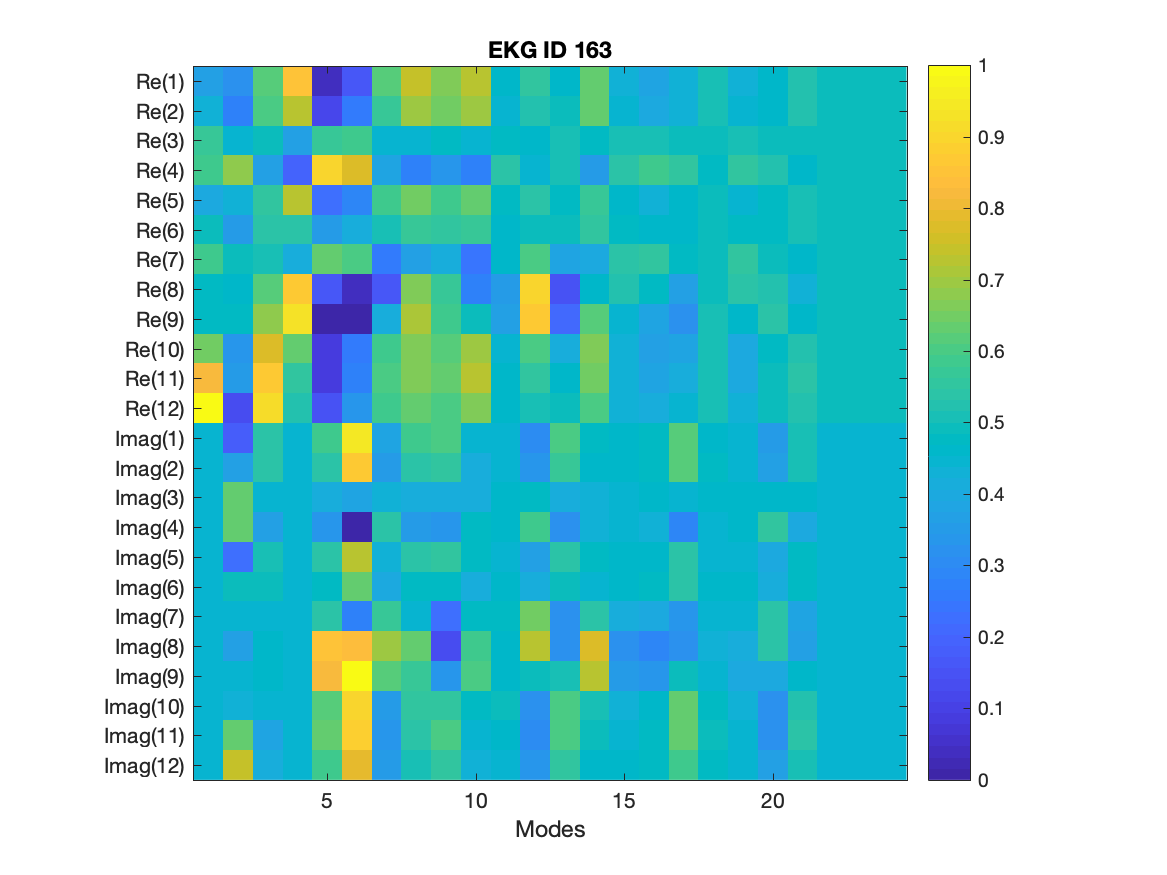 EKG ID 163
Re(1)
Re(2)
Re(3)
Re(4)
Re(5)
Re(6)
Re(7)
Re(8)
Re(9)
Re(10)
Re(11)
Re(12)
Imag(1)
Imag(2)
Imag(3)
Imag(4)
Imag(5)
Imag(6)
Imag(7)
Imag(8)
Imag(9)
Imag(10)
Imag(11)
Imag(12)
5 10 15 20
Modes
1
0.9
0.8
0.7
0.6
0.5
0.4
0.3
0.2
0.1
0